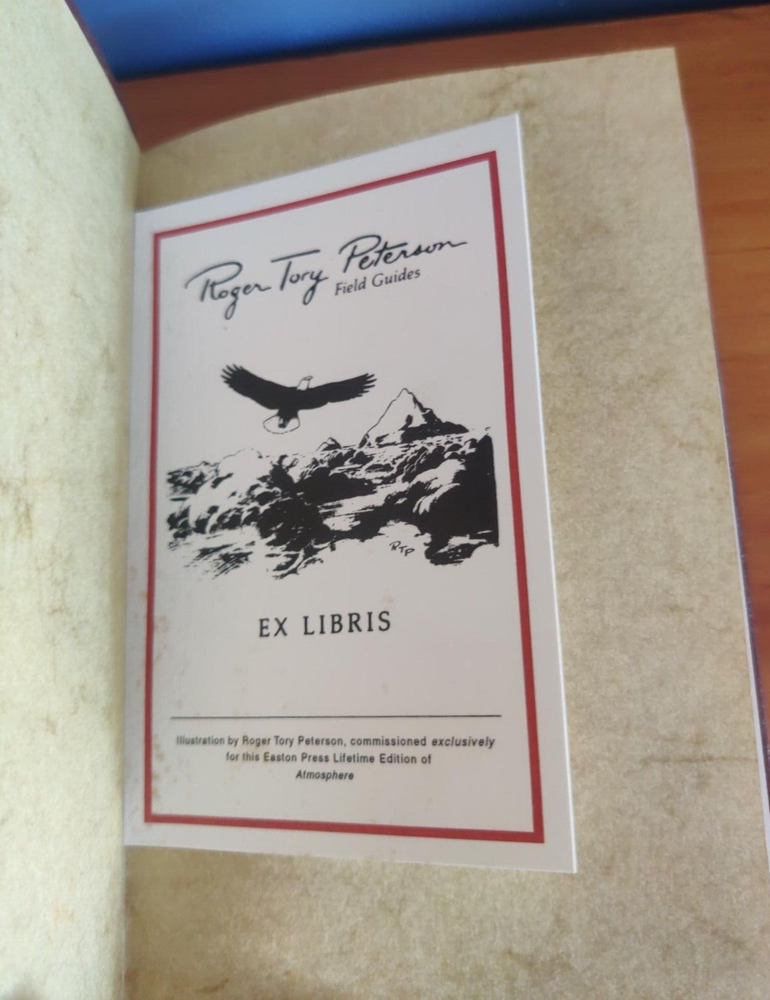 Roger Tory Peterson
Field Guides
RTP
EX LIBRIS
Illustration by Roger Tory Peterson, commissioned exclusively
for this Easton Press Lifetime Edition of
Atmosphere